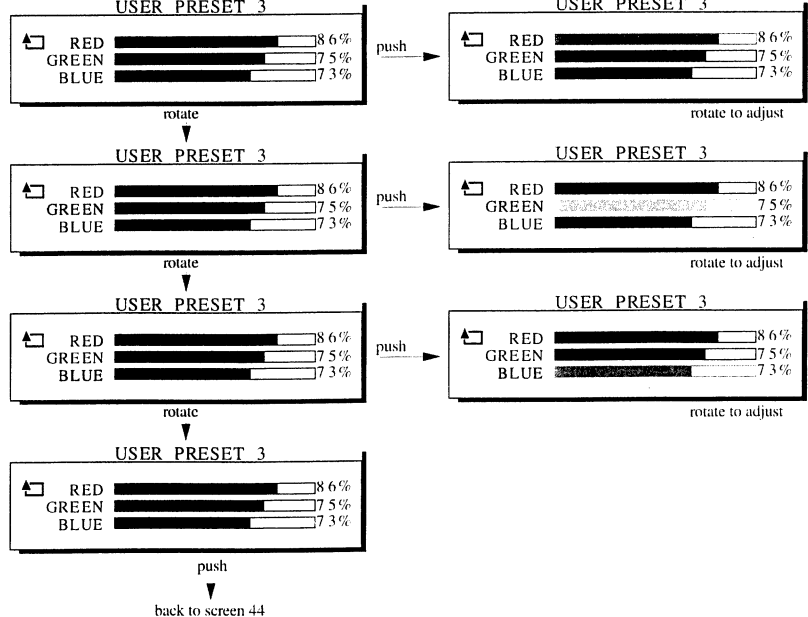 USER PRESET 3
RED 86%
GREEN 75%
BLUE 73%
push
USER PRESET 3
RED 86%
GREEN 75%
BLUE 73%
rotate
rotate to adjust
USER PRESET 3
RED 86%
GREEN 75%
BLUE 73%
push
USER PRESET 3
RED 86%
GREEN 75%
BLUE 73%
rotate
rotate to adjust
USER PRESET 3
RED 86%
GREEN 75%
BLUE 73%
push
USER PRESET 3
RED 86%
GREEN 75%
BLUE 73%
rotate
rotate to adjust
USER PRESET 3
RED 86%
GREEN 75%
BLUE 73%
push
back to screen 44